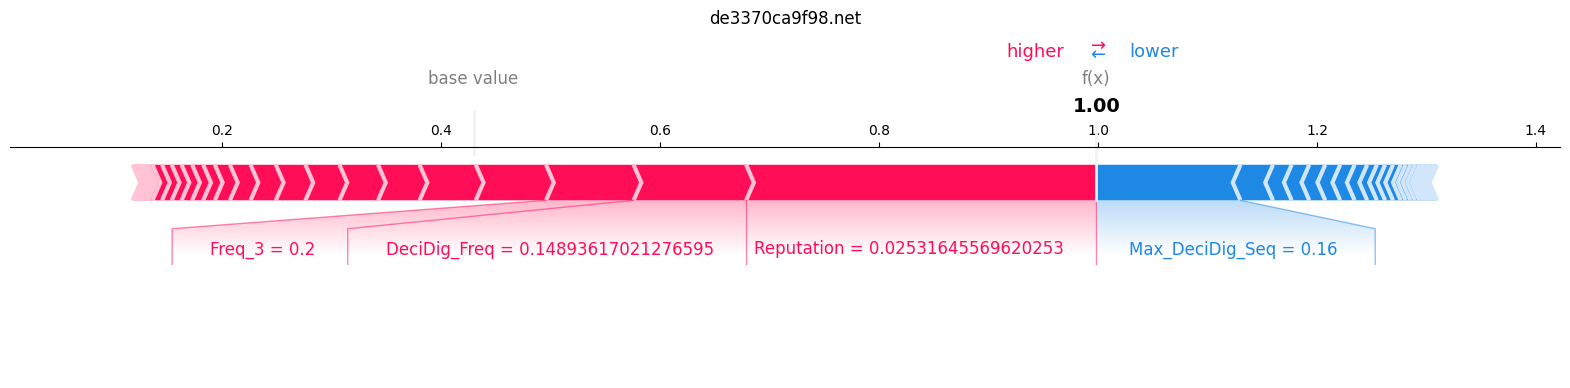 de3370ca9f98.net
higher → ← lower
base value f(x)
1.00
0.2 0.4 0.6 0.8 1.0 1.2 1.4
Freq_3 = 0.2 DeciDig_Freq = 0.14893617021276595 Reputation = 0.02531645569620253 Max_DeciDig_Seq = 0.16